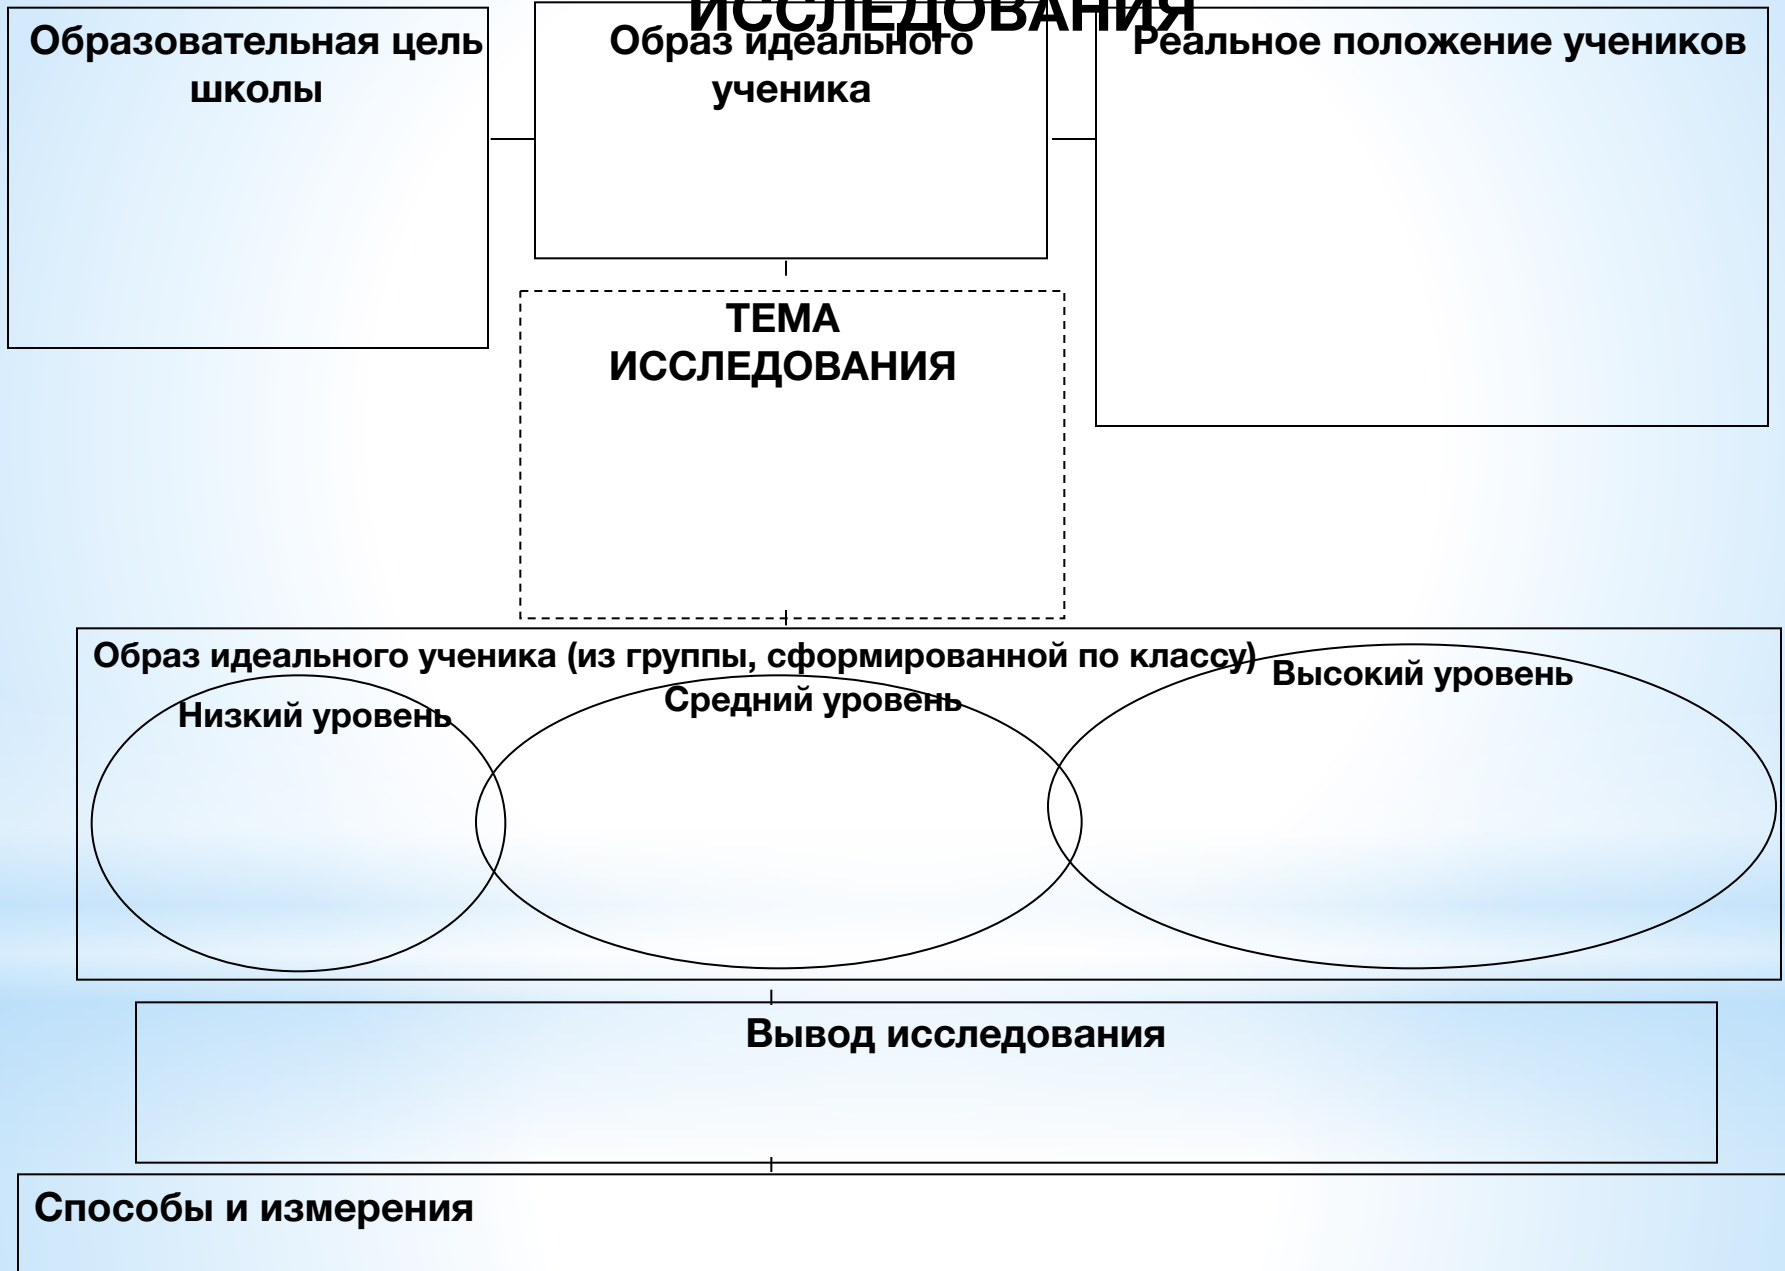 ИССЛЕДОВАНИЯ
Образовательная цель
школы
Образ идеального
ученика
Реальное положение учеников
ТЕМА
ИССЛЕДОВАНИЯ
Образ идеального ученика (из группы, сформированной по классу)
Низкий уровень
Средний уровень
Высокий уровень
Вывод исследования
Способы и измерения